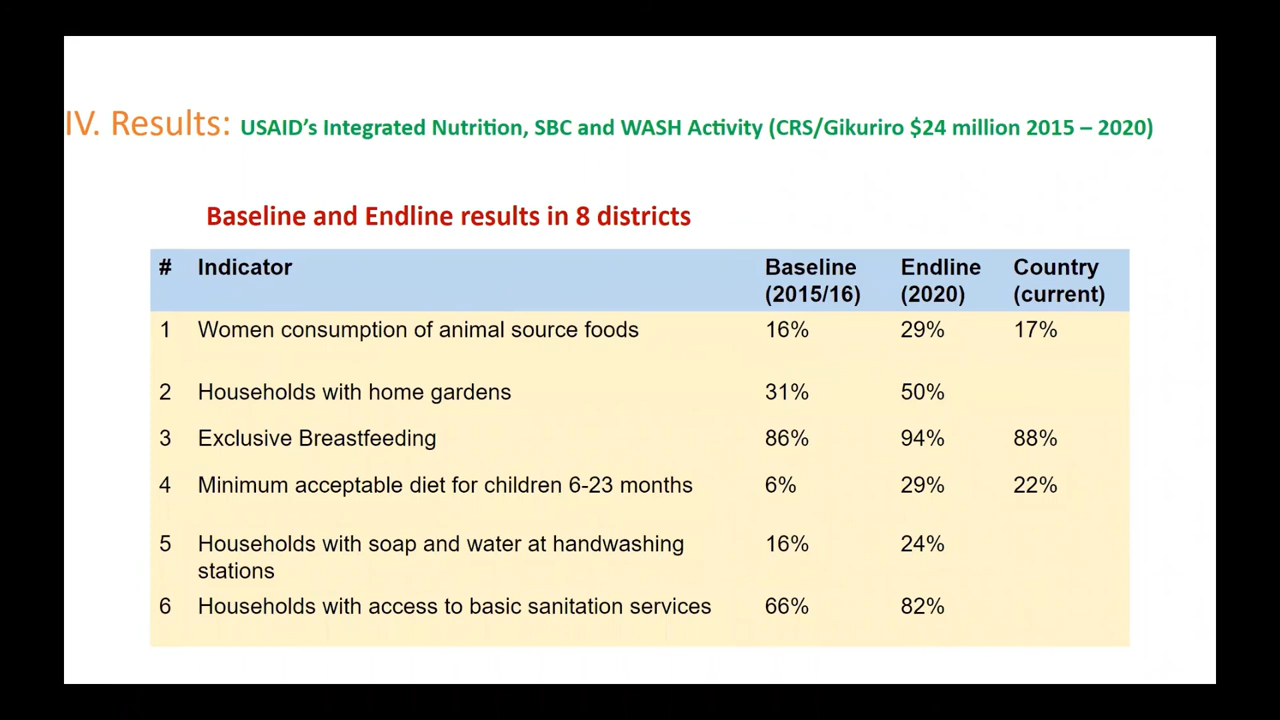 IV. Results: USAID's Integrated Nutrition, SBC and WASH Activity (CRS/Gikuriro $24 million 2015 – 2020)
Baseline and Endline results in 8 districts
# Indicator Baseline (2015/16) Endline (2020) Country (current)
1 Women consumption of animal source foods 16% 29% 17%
2 Households with home gardens 31% 50%
3 Exclusive Breastfeeding 86% 94% 88%
4 Minimum acceptable diet for children 6-23 months 6% 29% 22%
5 Households with soap and water at handwashing stations 16% 24%
6 Households with access to basic sanitation services 66% 82%